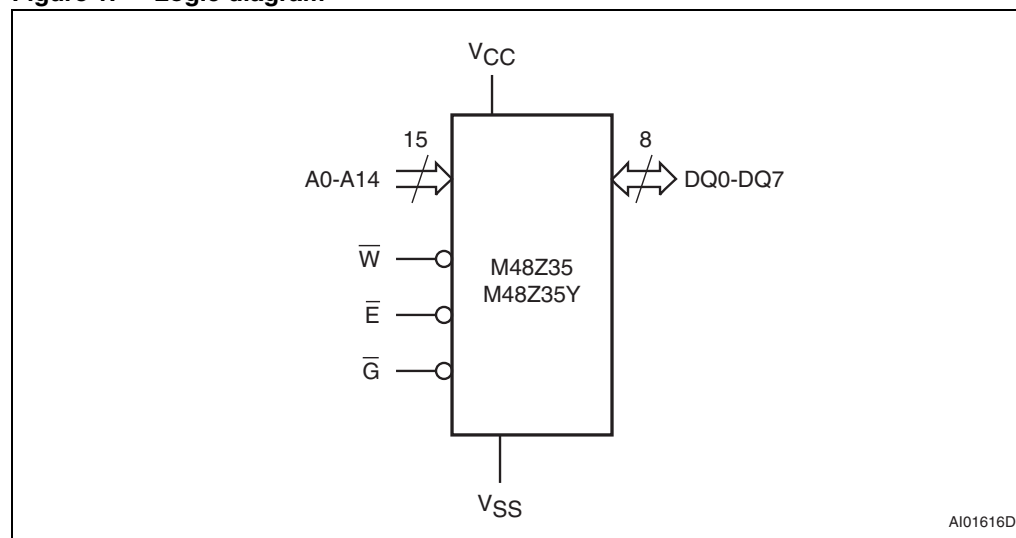 Figure 1. Logic diagram
VCC
15
8
A0-A14
DQ0-DQ7
W̅
M48Z35
M48Z35Y
E̅
G̅
VSS
AI01616D